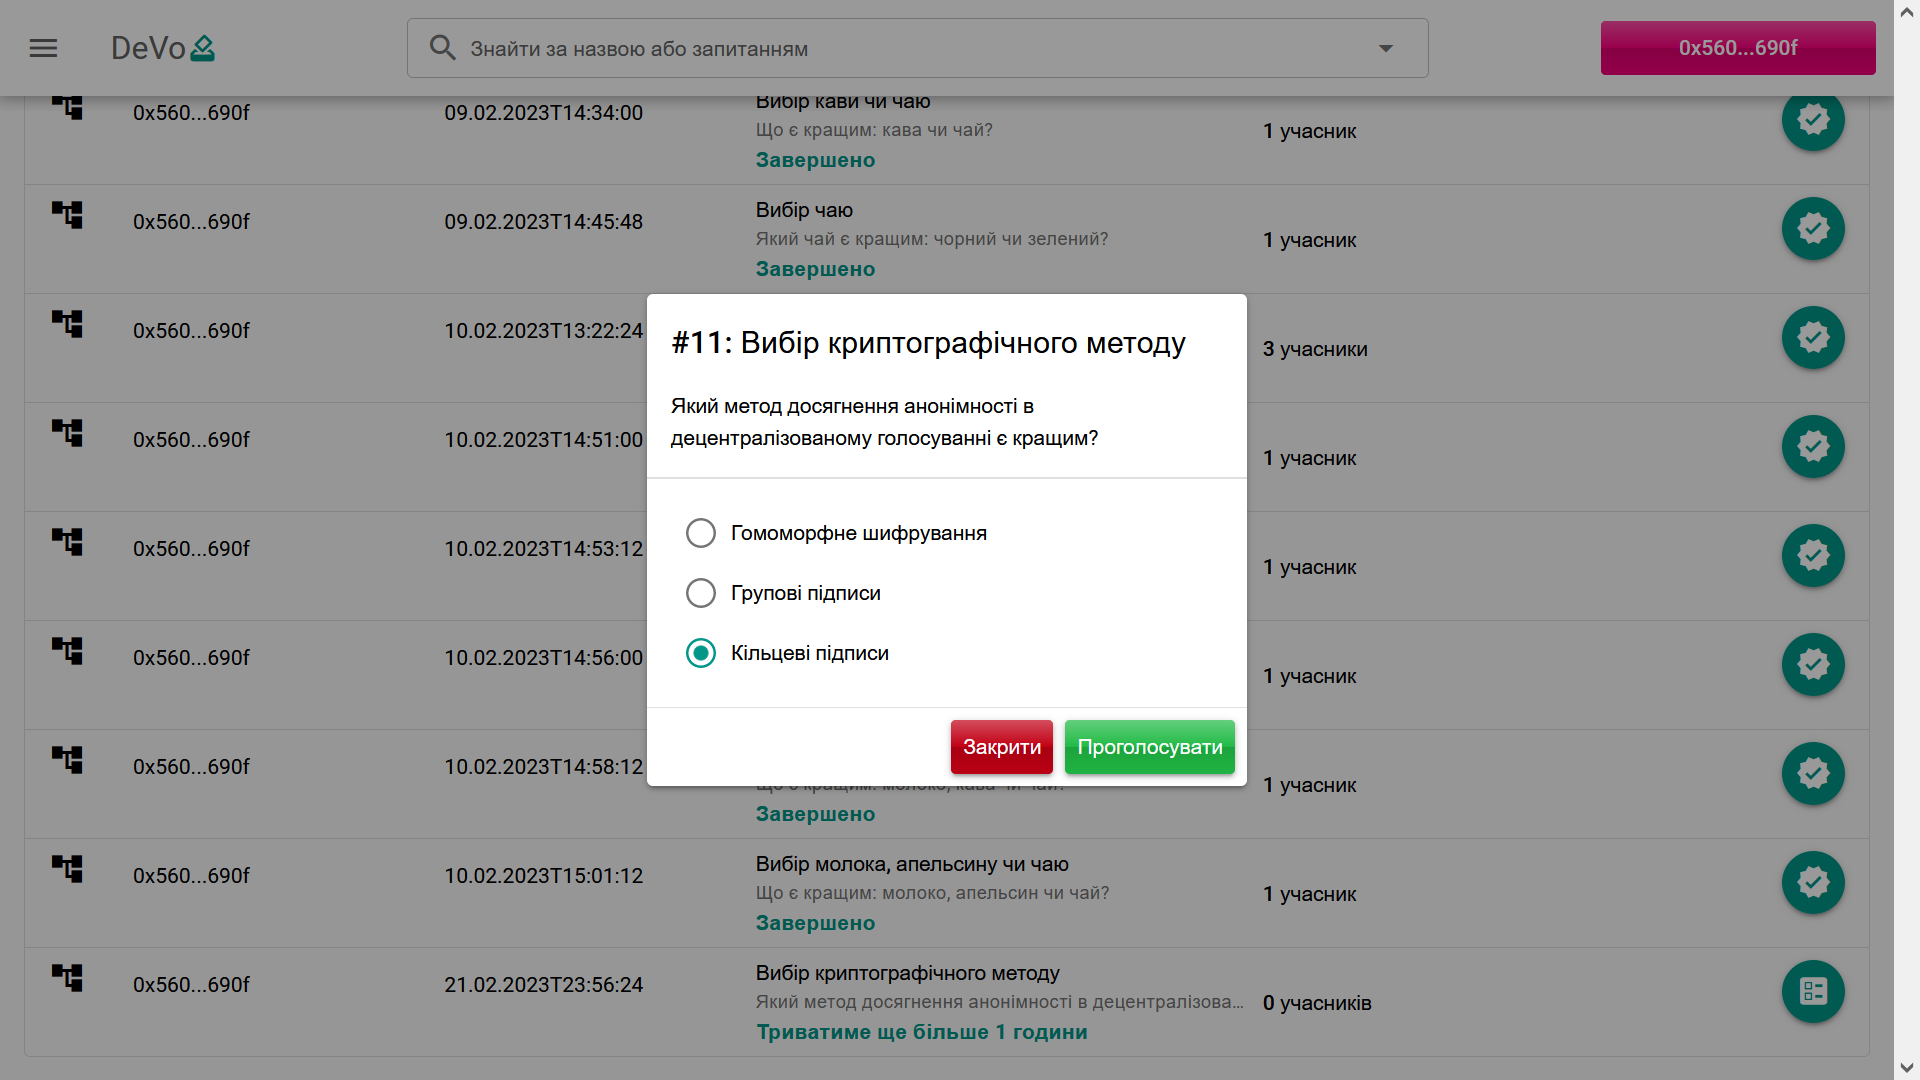 DeVo
Знайти за назвою або запитанням
0x560...690f
0x560...690f 09.02.2023T14:34:00 Вибір кави чи чаю
Що є кращим: кава чи чай?
Завершено
1 учасник
0x560...690f 09.02.2023T14:45:48 Вибір чаю
Який чай є кращим: чорний чи зелений?
Завершено
1 учасник
0x560...690f 10.02.2023T13:22:24 3 учасники
0x560...690f 10.02.2023T14:51:00 1 учасник
0x560...690f 10.02.2023T14:53:12 1 учасник
0x560...690f 10.02.2023T14:56:00 1 учасник
0x560...690f 10.02.2023T14:58:12 Що є кращим: молоко, кава чи чай?
Завершено
1 учасник
0x560...690f 10.02.2023T15:01:12 Вибір молока, апельсину чи чаю
Що є кращим: молоко, апельсин чи чай?
Завершено
1 учасник
0x560...690f 21.02.2023T23:56:24 Вибір криптографічного методу
Який метод досягнення анонімності в децентралізова...
Триватиме ще більше 1 години
0 учасників
#11: Вибір криптографічного методу
Який метод досягнення анонімності в
децентралізованому голосуванні є кращим?
Гомоморфне шифрування
Групові підписи
Кільцеві підписи
Закрити Проголосувати